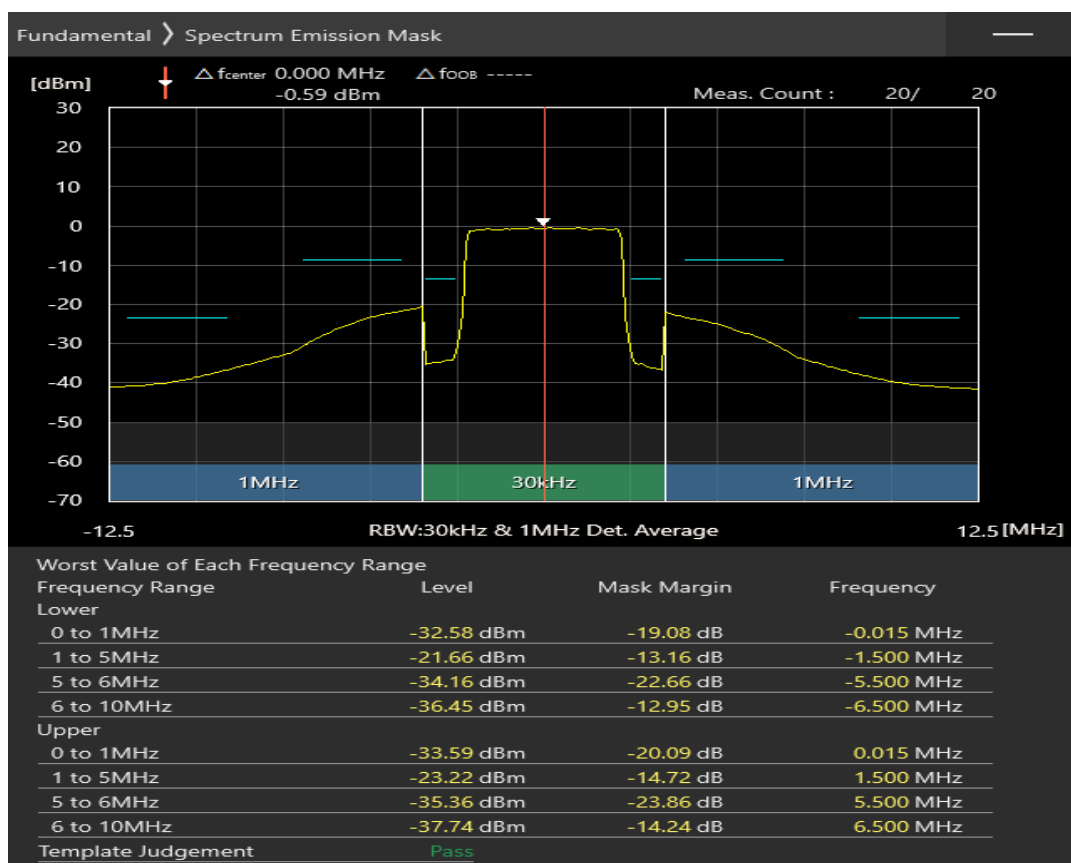 Fundamental ❯ Spectrum Emission Mask
△ fcenter 0.000 MHz △ fOOB -----
[dBm] -0.59 dBm Meas. Count : 20/ 20
30
20
10
0
-10
-20
-30
-40
-50
-60
1MHz 30kHz 1MHz
-70
-12.5 RBW:30kHz & 1MHz Det. Average 12.5 [MHz]
Worst Value of Each Frequency Range
Frequency Range Level Mask Margin Frequency
Lower
0 to 1MHz -32.58 dBm -19.08 dB -0.015 MHz
1 to 5MHz -21.66 dBm -13.16 dB -1.500 MHz
5 to 6MHz -34.16 dBm -22.66 dB -5.500 MHz
6 to 10MHz -36.45 dBm -12.95 dB -6.500 MHz
Upper
0 to 1MHz -33.59 dBm -20.09 dB 0.015 MHz
1 to 5MHz -23.22 dBm -14.72 dB 1.500 MHz
5 to 6MHz -35.36 dBm -23.86 dB 5.500 MHz
6 to 10MHz -37.74 dBm -14.24 dB 6.500 MHz
Template Judgement Pass